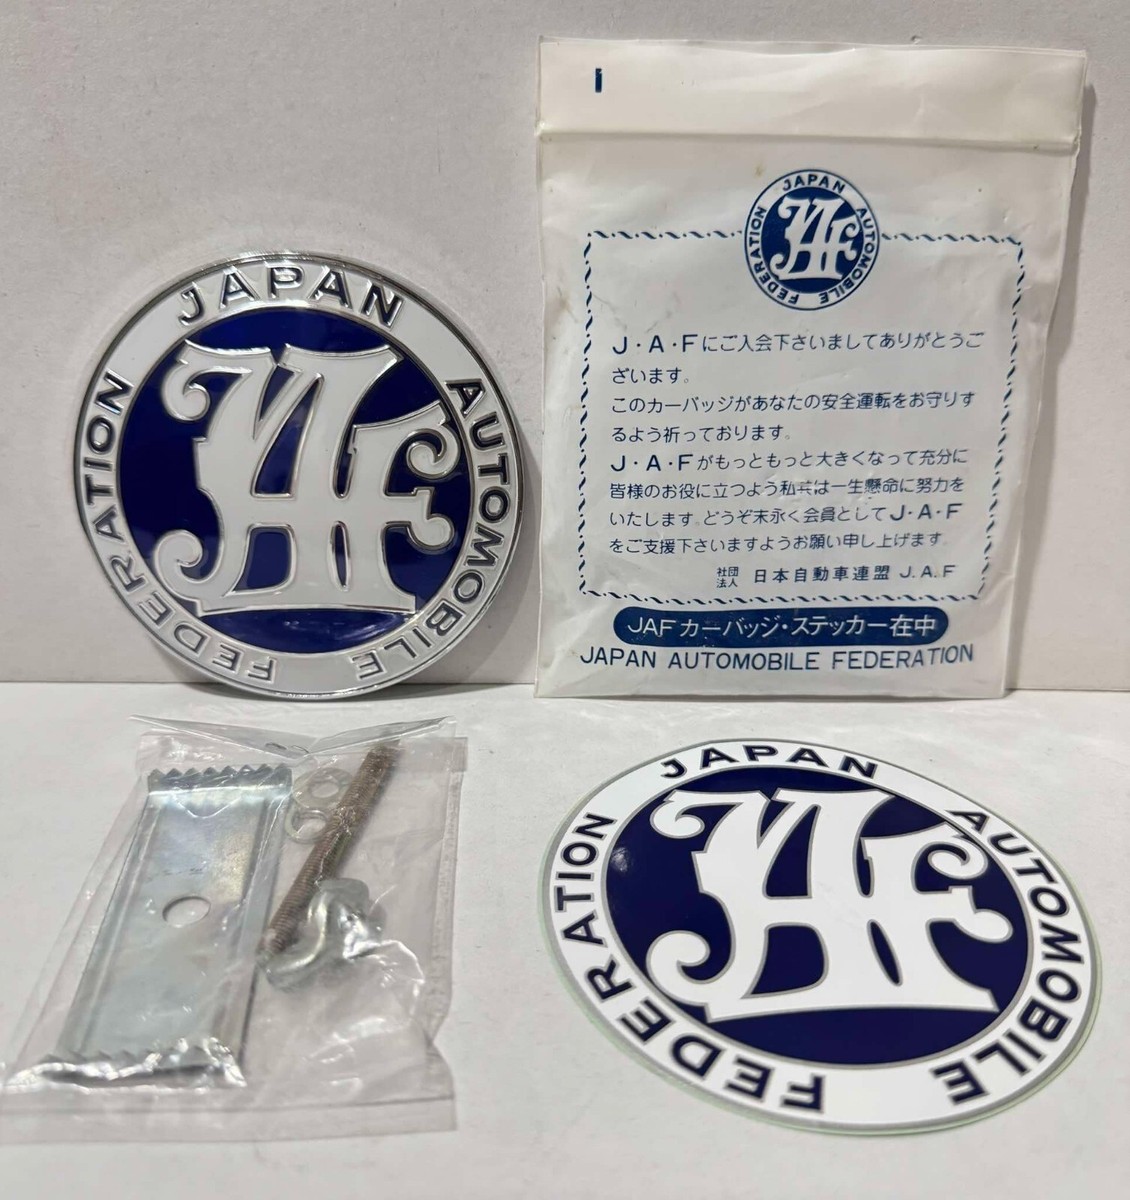 JAPAN AUTOMOBILE FEDERATION
JAF
JAPAN AUTOMOBILE FEDERATION
JAF
J・A・Fにご入会下さいましてありがとうご
ざいます。
このカーバッジがあなたの安全運転をお守りす
るよう祈っております。
J・A・Fがもっともっと大きくなって充分に
皆様のお役に立つよう私共は一生懸命に努力を
いたします。どうぞ末永く会員としてJ・A・F
をご支援下さいますようお願い申し上げます。
社団法人 日本自動車連盟 J.A.F
JAFカーバッジ・ステッカー在中
JAPAN AUTOMOBILE FEDERATION
JAPAN AUTOMOBILE FEDERATION
JAF